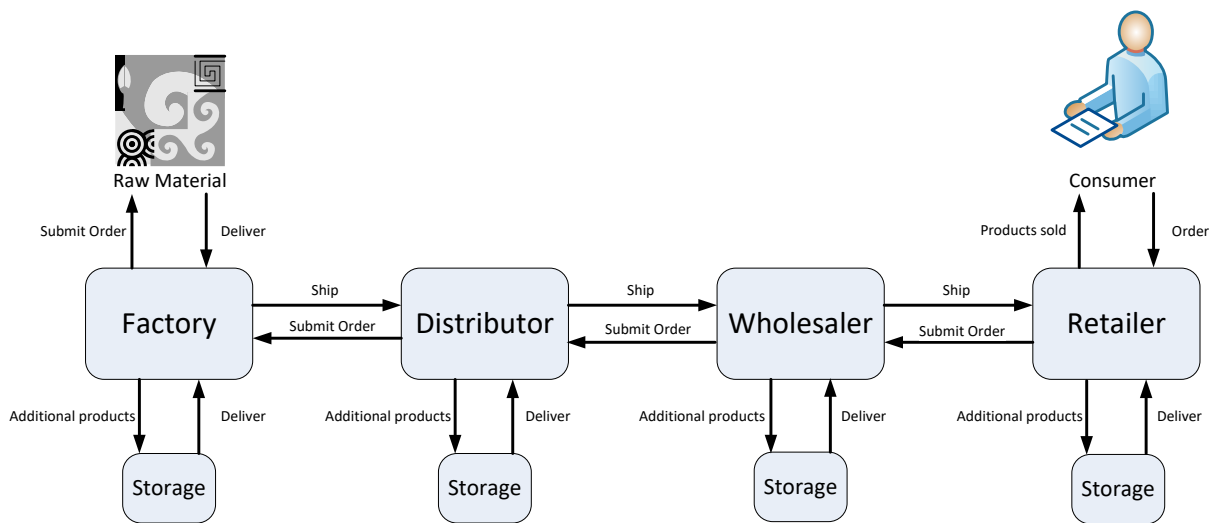 Raw Material
Consumer
Submit Order
Deliver
Products sold
Order
Factory
Ship
Submit Order
Distributor
Ship
Submit Order
Wholesaler
Ship
Submit Order
Retailer
Additional products
Deliver
Additional products
Deliver
Additional products
Deliver
Additional products
Deliver
Storage
Storage
Storage
Storage